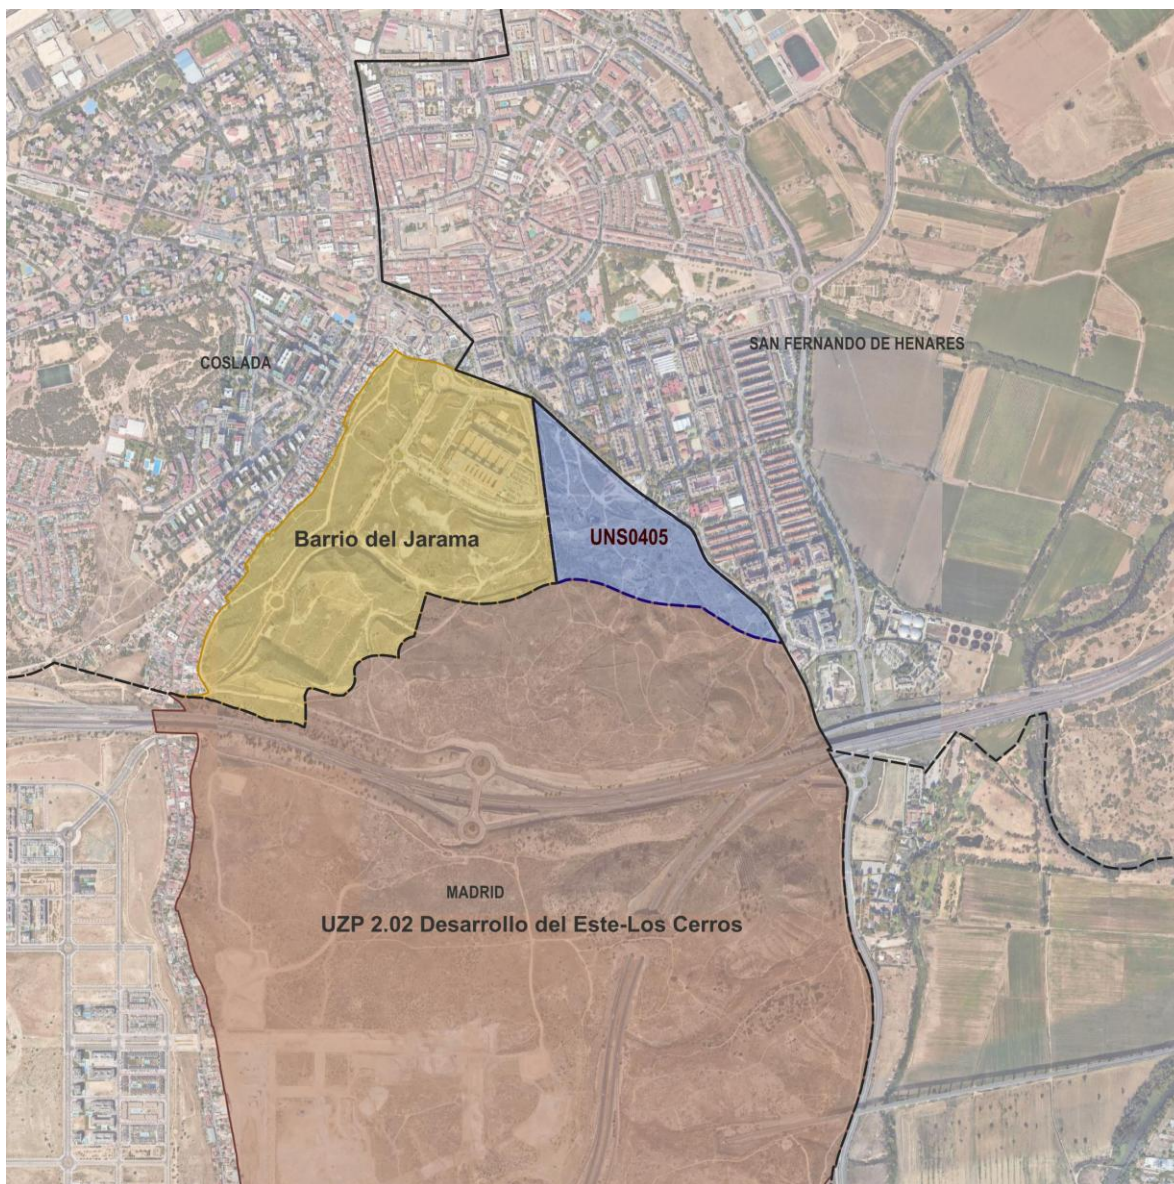 SAN FERNANDO DE HENARES
COSLADA
Barrio del Jarama
UNS0405
MADRID
UZP 2.02 Desarrollo del Este-Los Cerros